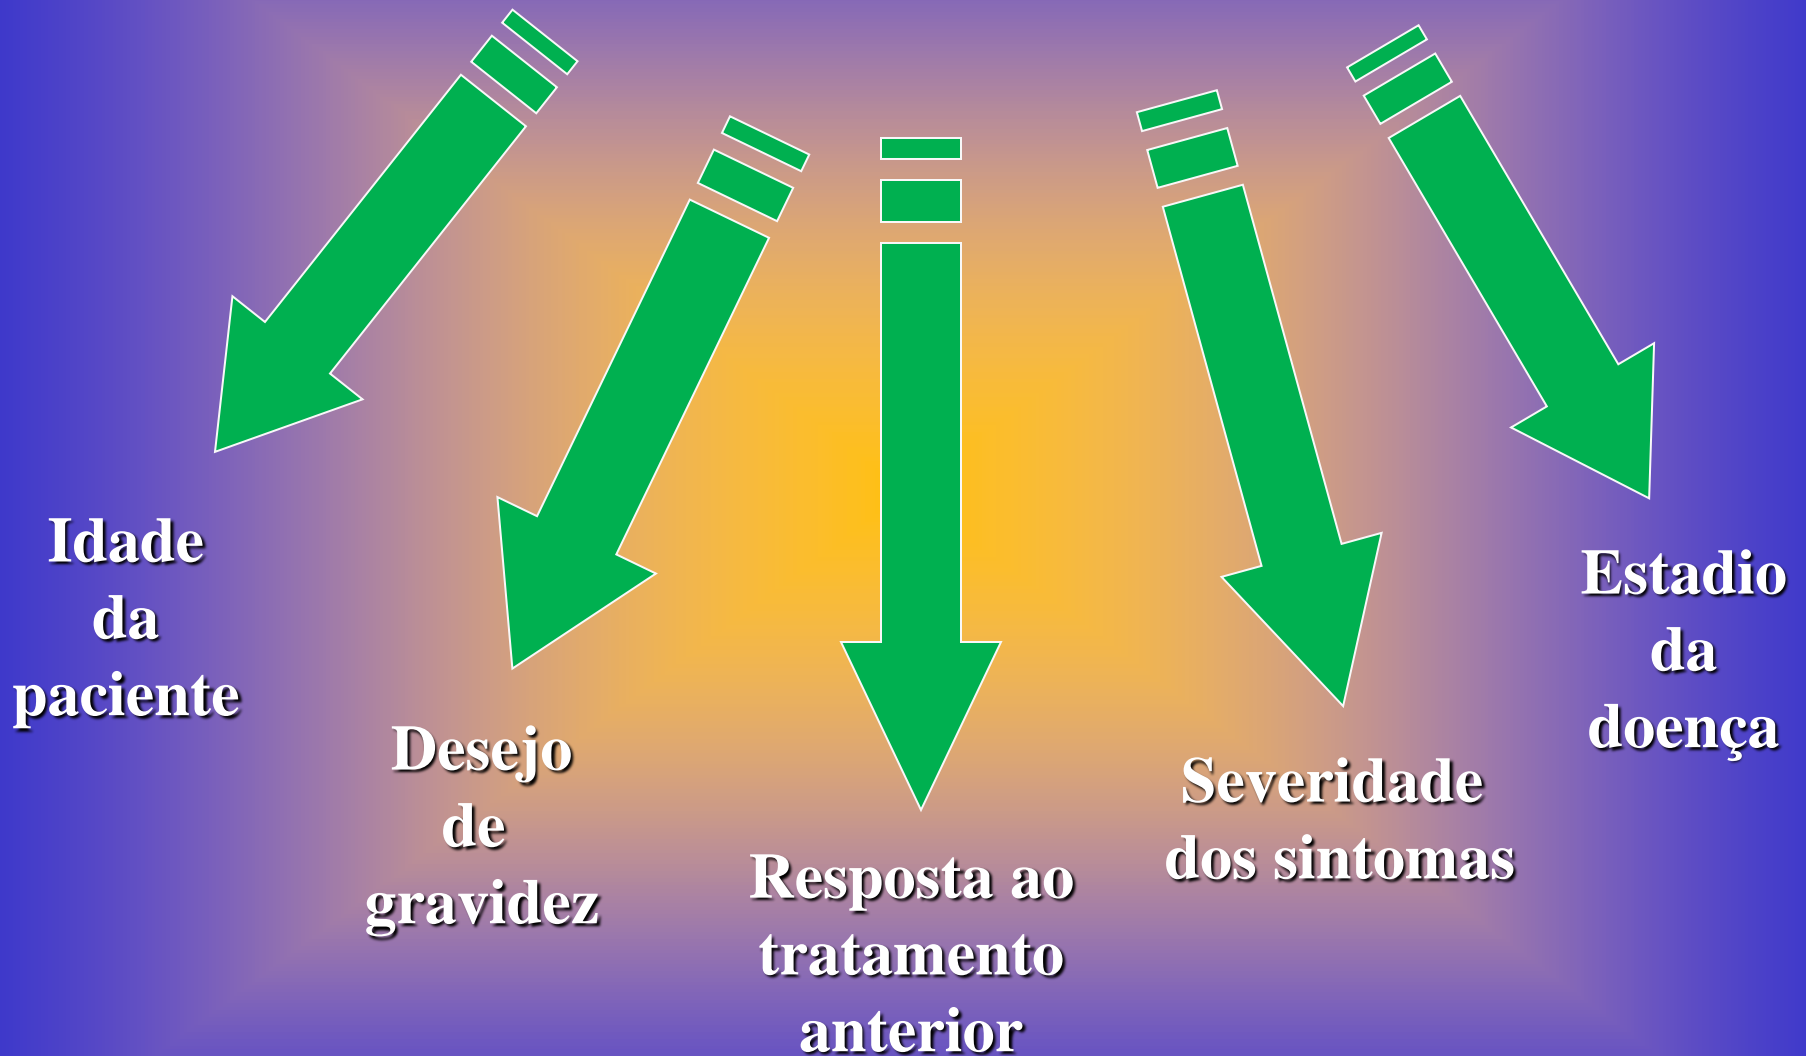 Idade
da
paciente
Desejo
de
gravidez
Resposta ao
tratamento
anterior
Severidade
dos sintomas
Estadio
da
doença